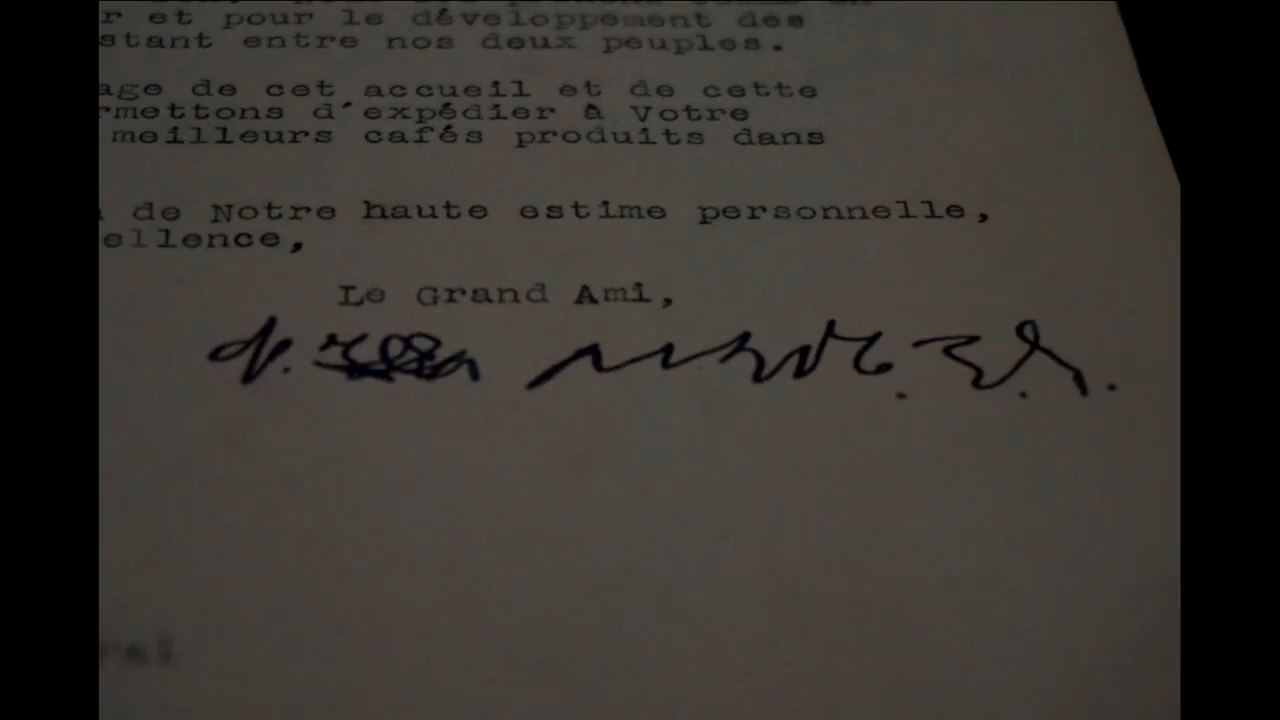 r et pour le développement des
stant entre nos deux peuples.
age de cet accueil et de cette
rmettons d'expédier à Votre
meilleurs cafés produits dans
de Notre haute estime personnelle,
ellence,
Le Grand Ami,